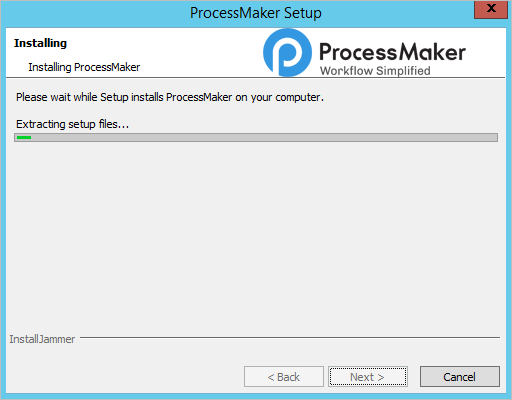 ProcessMaker Setup
X
Installing
Installing ProcessMaker
ProcessMaker
Workflow Simplified
Please wait while Setup installs ProcessMaker on your computer.
Extracting setup files...
InstallJammer
< Back
Next >
Cancel